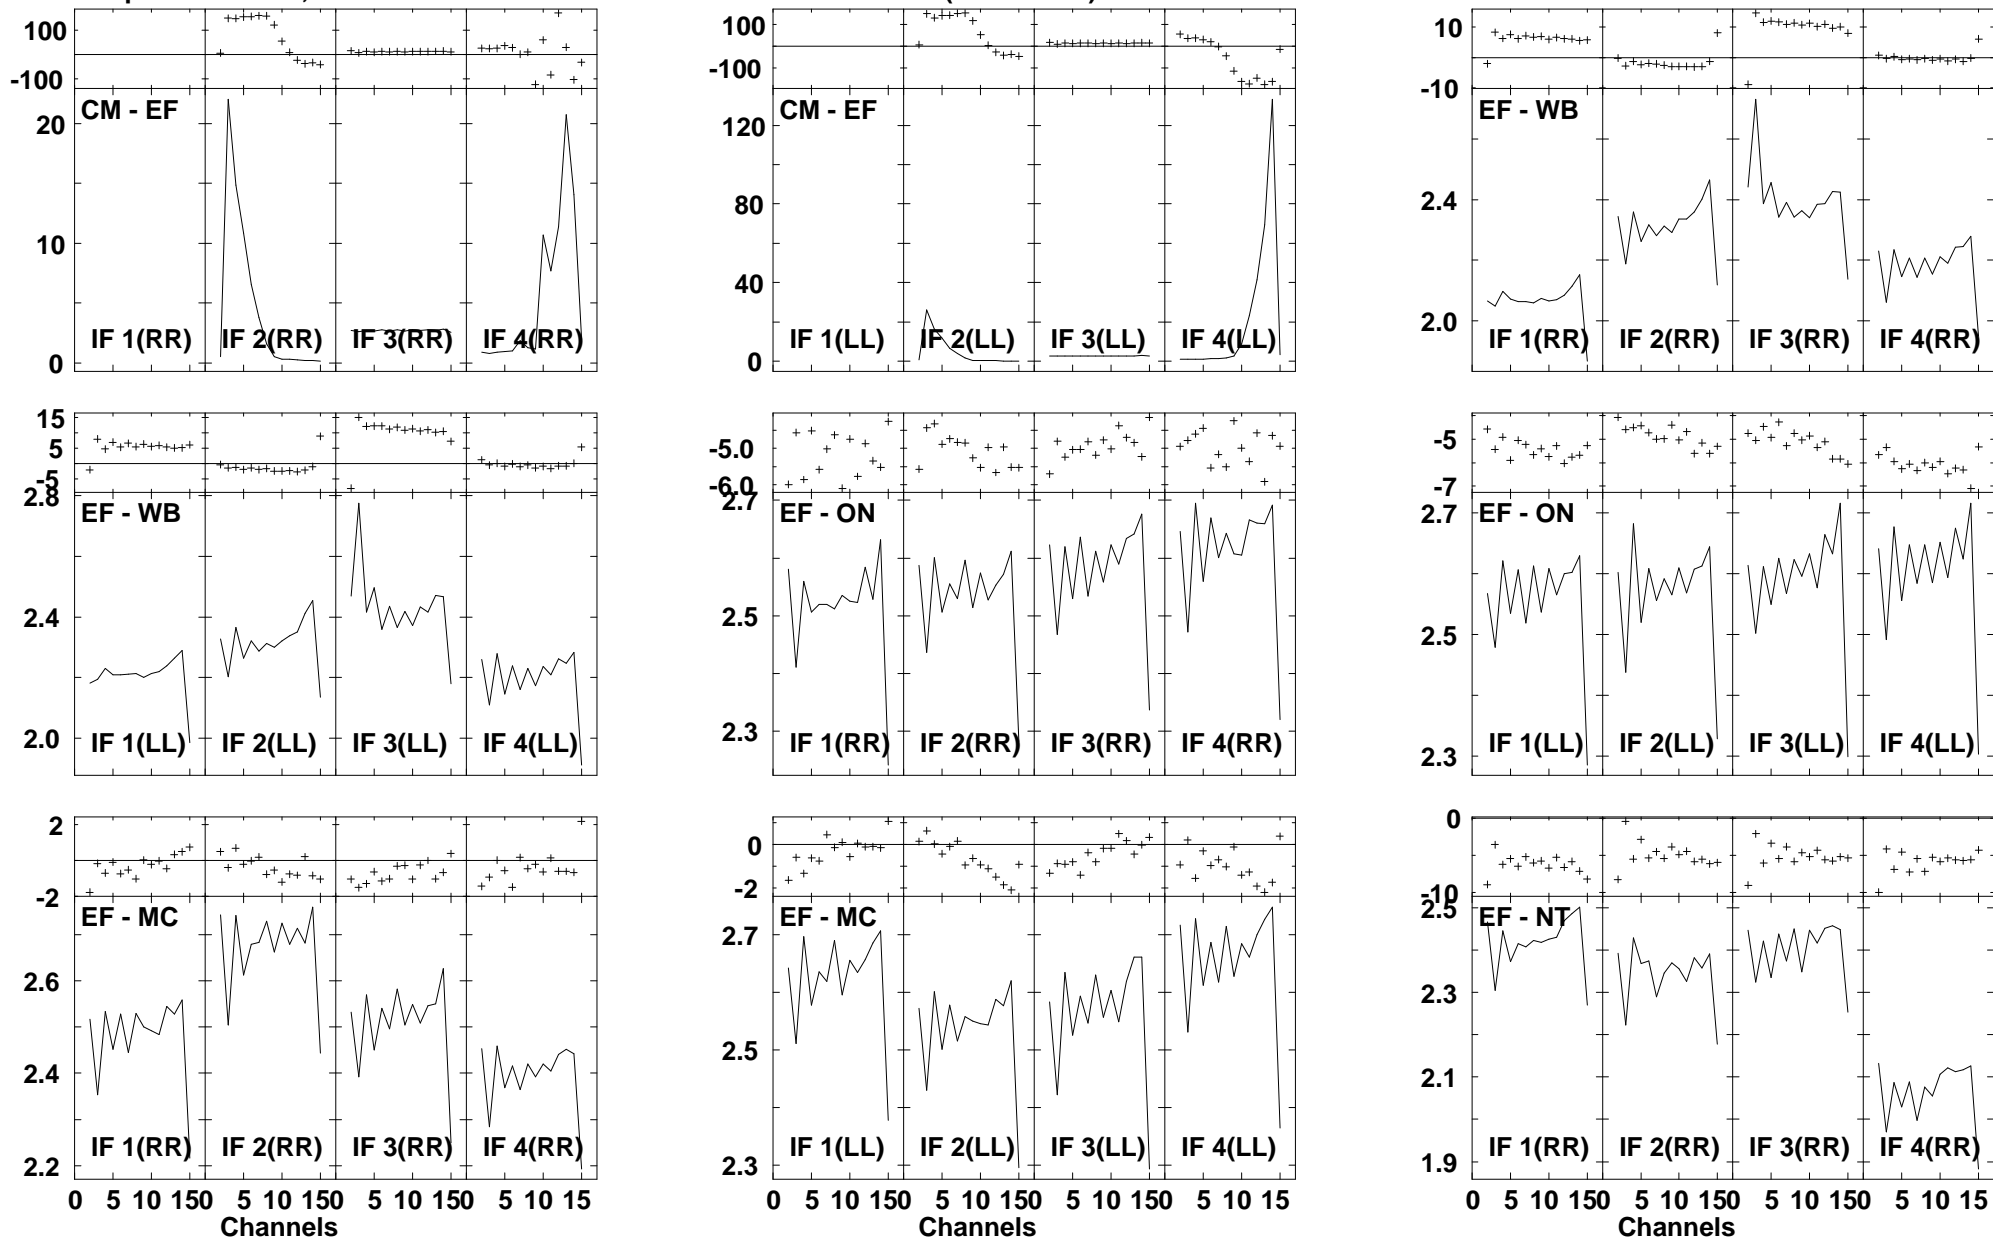 100
-100
CM - EF
20
10
0
IF 1(RR) IF 2(RR) IF 3(RR) IF 4(RR)
100
-100
CM - EF
120
80
40
0
IF 1(LL) IF 2(LL) IF 3(LL) IF 4(LL)
10
-10
EF - WB
2.4
2.0
IF 1(RR) IF 2(RR) IF 3(RR) IF 4(RR)
15
5
-5
2.8
EF - WB
2.4
2.0
IF 1(LL) IF 2(LL) IF 3(LL) IF 4(LL)
-5.0
-6.0
2.7
EF - ON
2.5
2.3
IF 1(RR) IF 2(RR) IF 3(RR) IF 4(RR)
-5
-7
2.7
EF - ON
2.5
2.3
IF 1(LL) IF 2(LL) IF 3(LL) IF 4(LL)
2
-2
EF - MC
2.6
2.4
2.2
IF 1(RR) IF 2(RR) IF 3(RR) IF 4(RR)
0 5 10 150 5 10 150 5 10 150 5 10 15
Channels
0
-2
EF - MC
2.7
2.5
2.3
IF 1(LL) IF 2(LL) IF 3(LL) IF 4(LL)
0 5 10 150 5 10 150 5 10 150 5 10 15
Channels
0
-10
2.5
EF - NT
2.3
2.1
1.9
IF 1(RR) IF 2(RR) IF 3(RR) IF 4(RR)
0 5 10 150 5 10 150 5 10 150 5 10 15
Channels